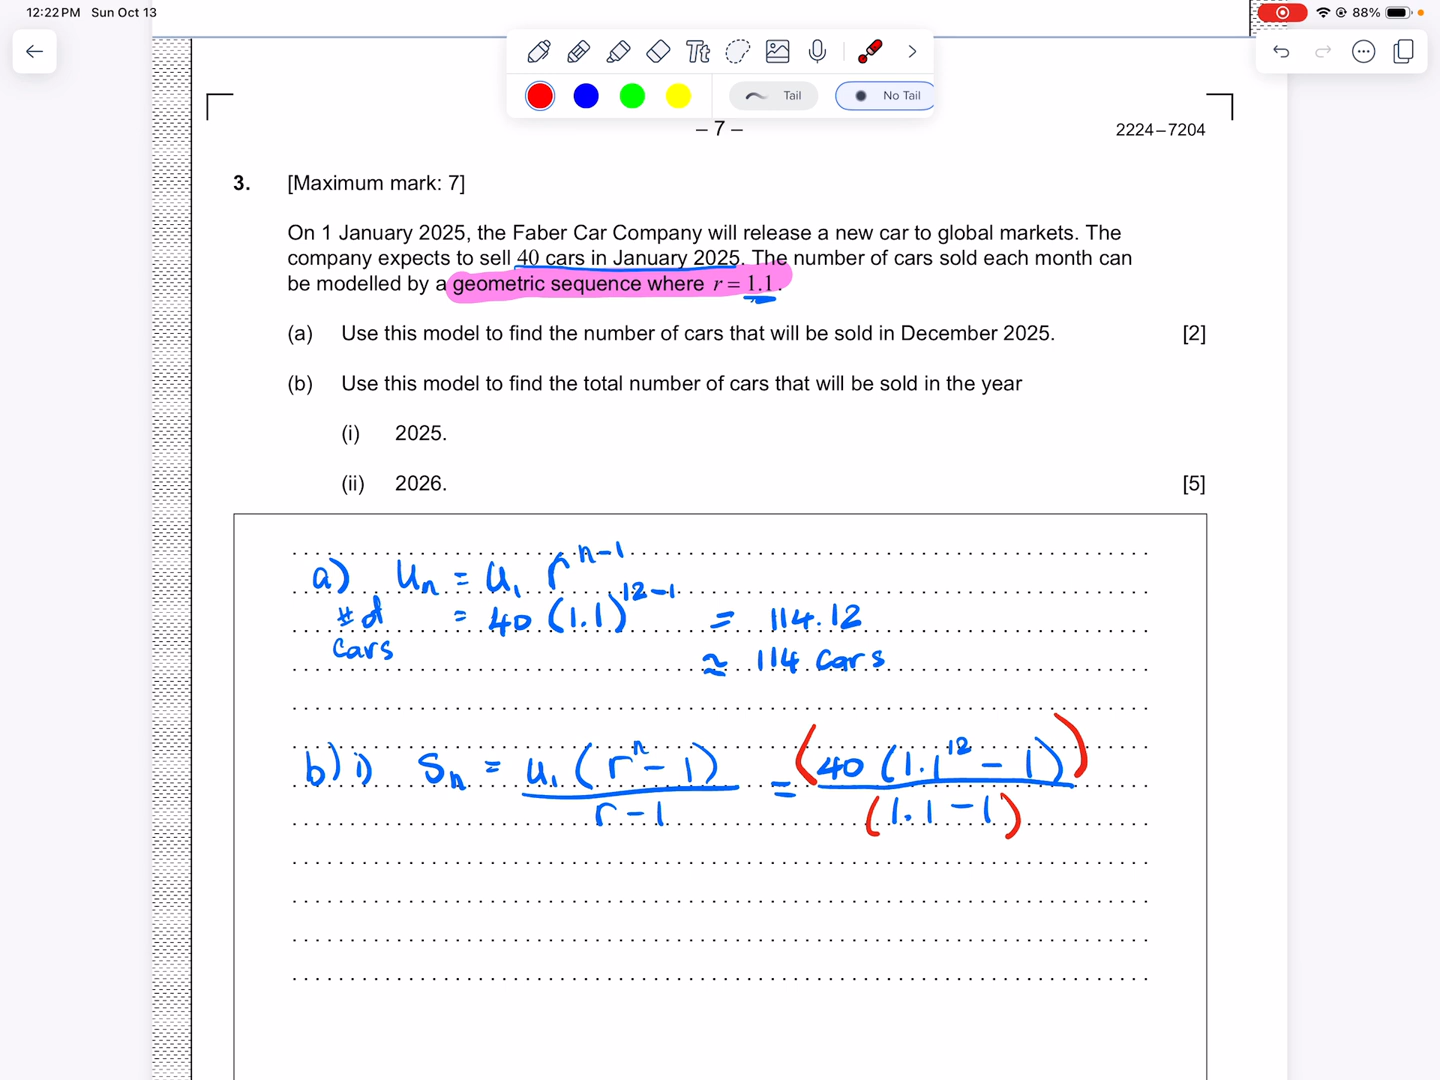 12:22 PM Sun Oct 13
88%
Tt
Tail
No Tail
– 7 –
2224–7204
3. [Maximum mark: 7]
On 1 January 2025, the Faber Car Company will release a new car to global markets. The
company expects to sell 40 cars in January 2025. The number of cars sold each month can
be modelled by a geometric sequence where r = 1.1.
(a) Use this model to find the number of cars that will be sold in December 2025. [2]
(b) Use this model to find the total number of cars that will be sold in the year
(i) 2025.
(ii) 2026. [5]
a) uₙ = u₁ rⁿ⁻¹
# of cars = 40 (1.1)¹²⁻¹ = 114.12
≈ 114 cars
b) i) Sₙ = u₁ (rⁿ − 1) / r − 1 = (40 (1.1¹² − 1)) / (1.1 − 1)